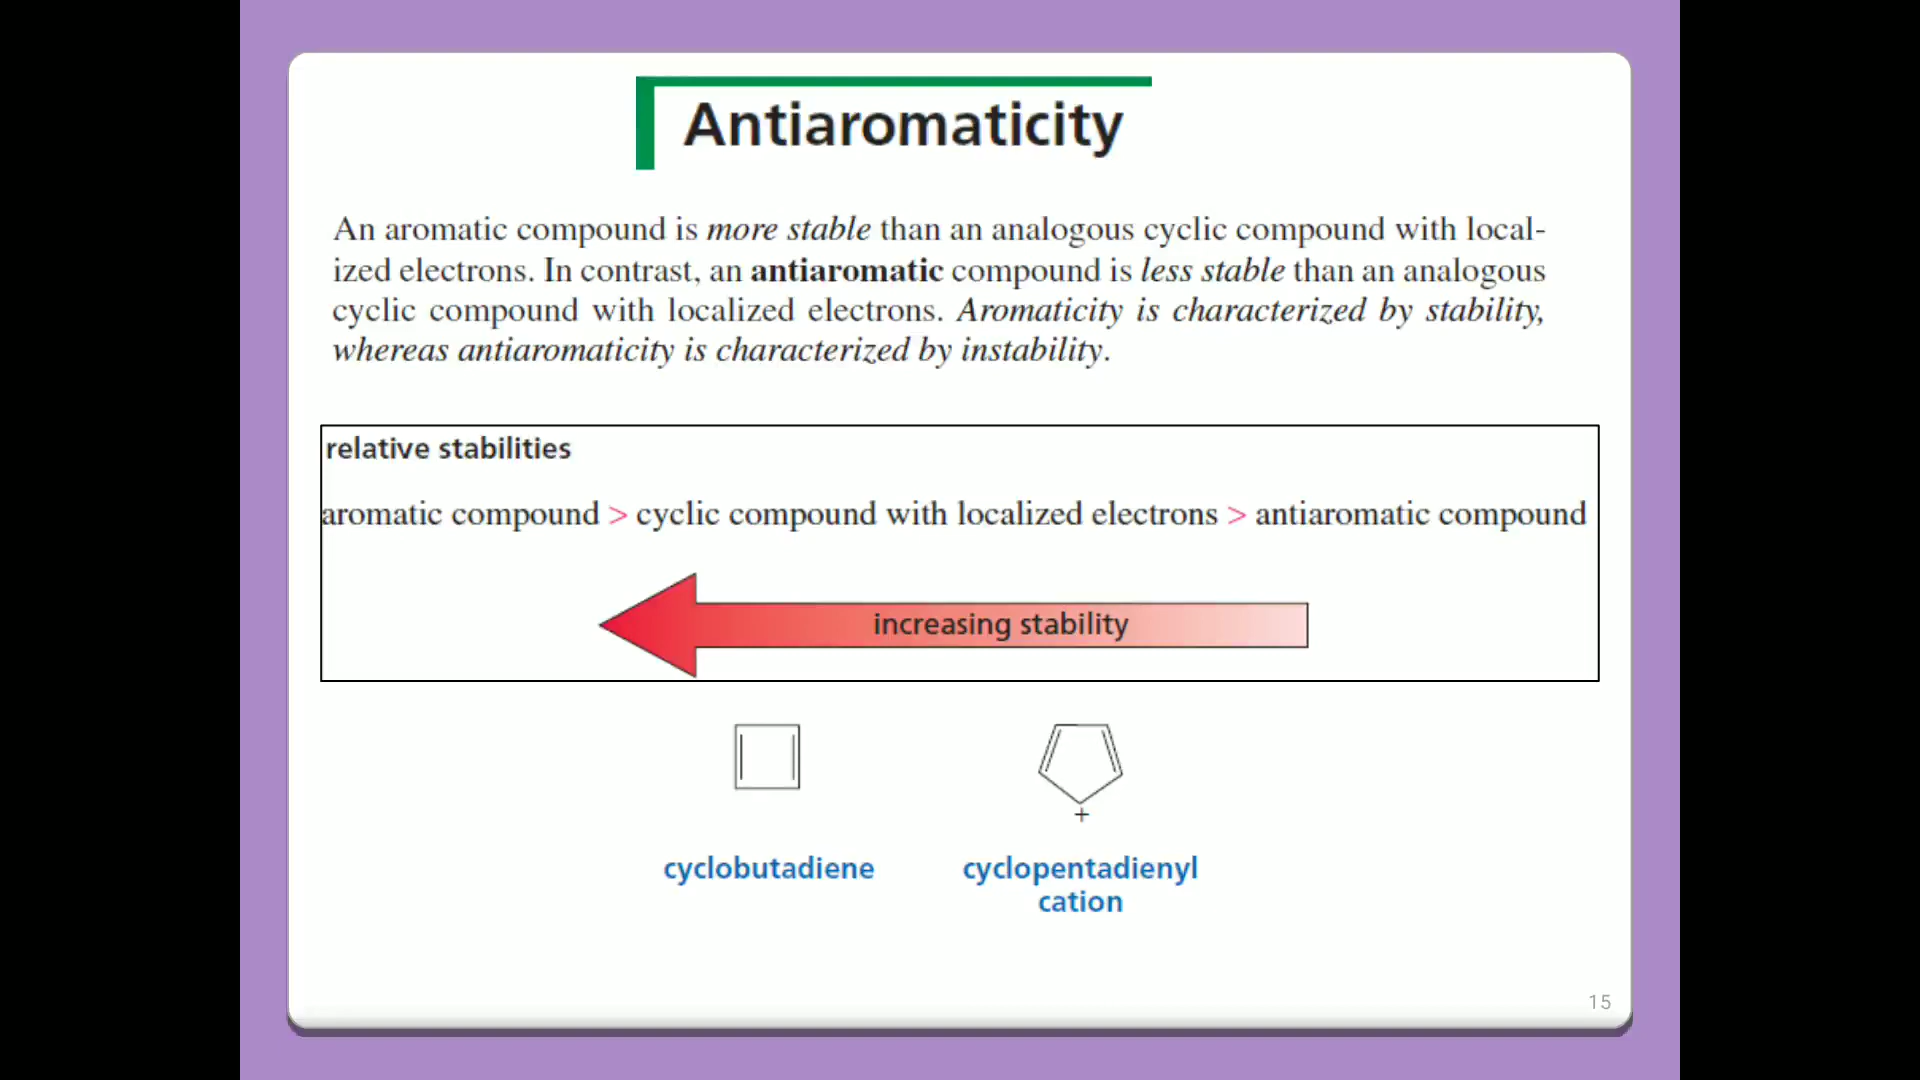 Antiaromaticity
An aromatic compound is more stable than an analogous cyclic compound with local-
ized electrons. In contrast, an antiaromatic compound is less stable than an analogous
cyclic compound with localized electrons. Aromaticity is characterized by stability,
whereas antiaromaticity is characterized by instability.
relative stabilities
aromatic compound > cyclic compound with localized electrons > antiaromatic compound
increasing stability
+
cyclobutadiene
cyclopentadienyl
cation
15